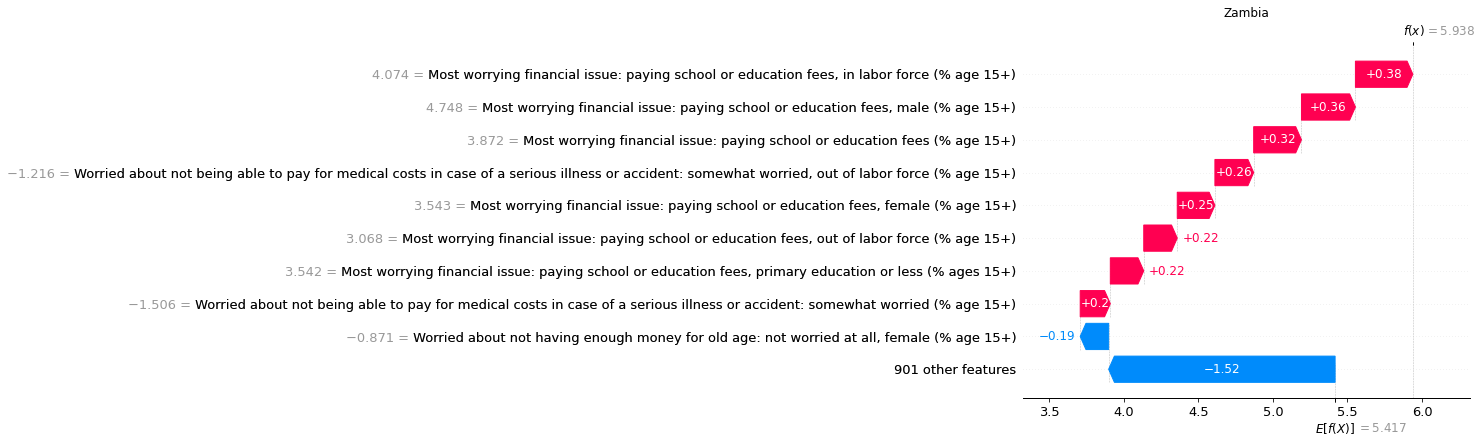 Zambia
f(x) = 5.938
4.074 = Most worrying financial issue: paying school or education fees, in labor force (% age 15+)
+0.38
4.748 = Most worrying financial issue: paying school or education fees, male (% age 15+)
+0.36
3.872 = Most worrying financial issue: paying school or education fees (% age 15+)
+0.32
−1.216 = Worried about not being able to pay for medical costs in case of a serious illness or accident: somewhat worried, out of labor force (% age 15+)
+0.26
3.543 = Most worrying financial issue: paying school or education fees, female (% age 15+)
+0.25
3.068 = Most worrying financial issue: paying school or education fees, out of labor force (% age 15+)
+0.22
3.542 = Most worrying financial issue: paying school or education fees, primary education or less (% ages 15+)
+0.22
−1.506 = Worried about not being able to pay for medical costs in case of a serious illness or accident: somewhat worried (% age 15+)
+0.2
−0.871 = Worried about not having enough money for old age: not worried at all, female (% age 15+)
−0.19
901 other features
−1.52
3.5 4.0 4.5 5.0 5.5 6.0
E[f(X)] = 5.417